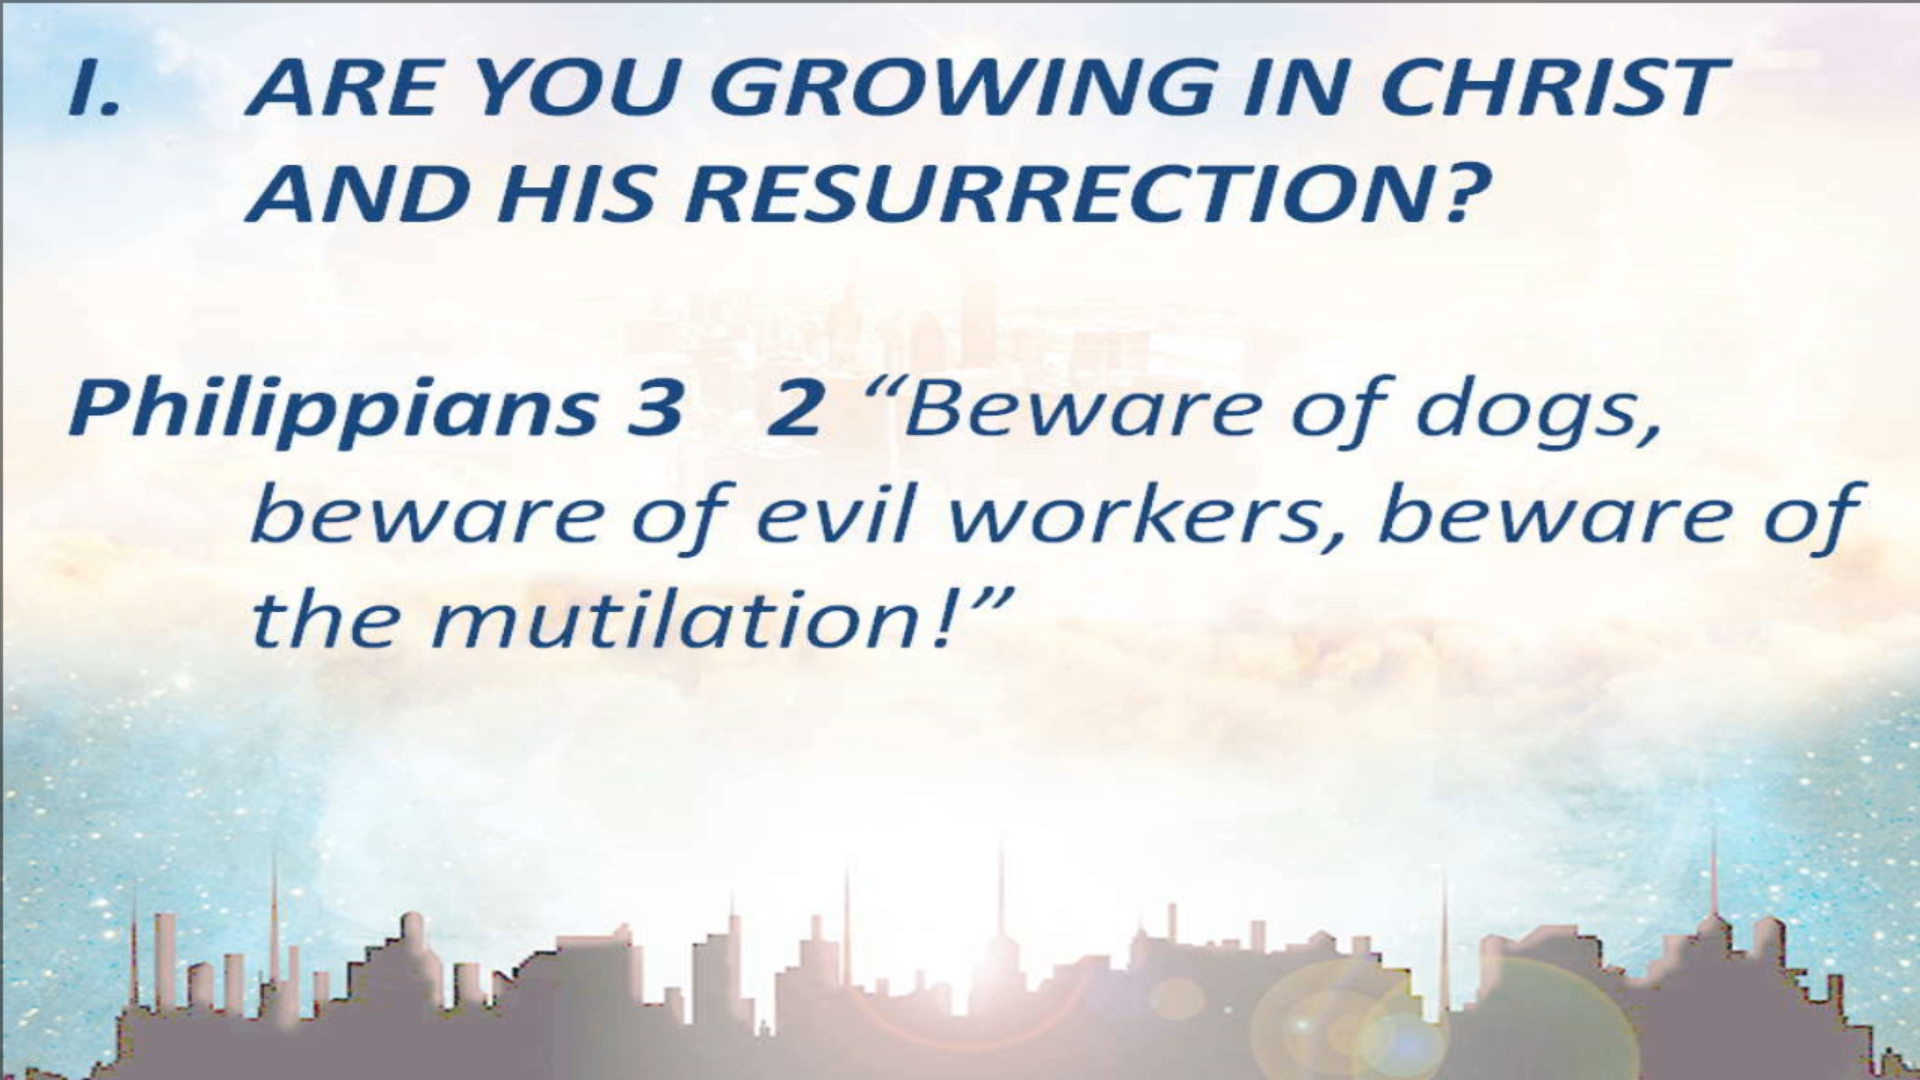 I. ARE YOU GROWING IN CHRIST
AND HIS RESURRECTION?
Philippians 3 2 “Beware of dogs,
beware of evil workers, beware of
the mutilation!”